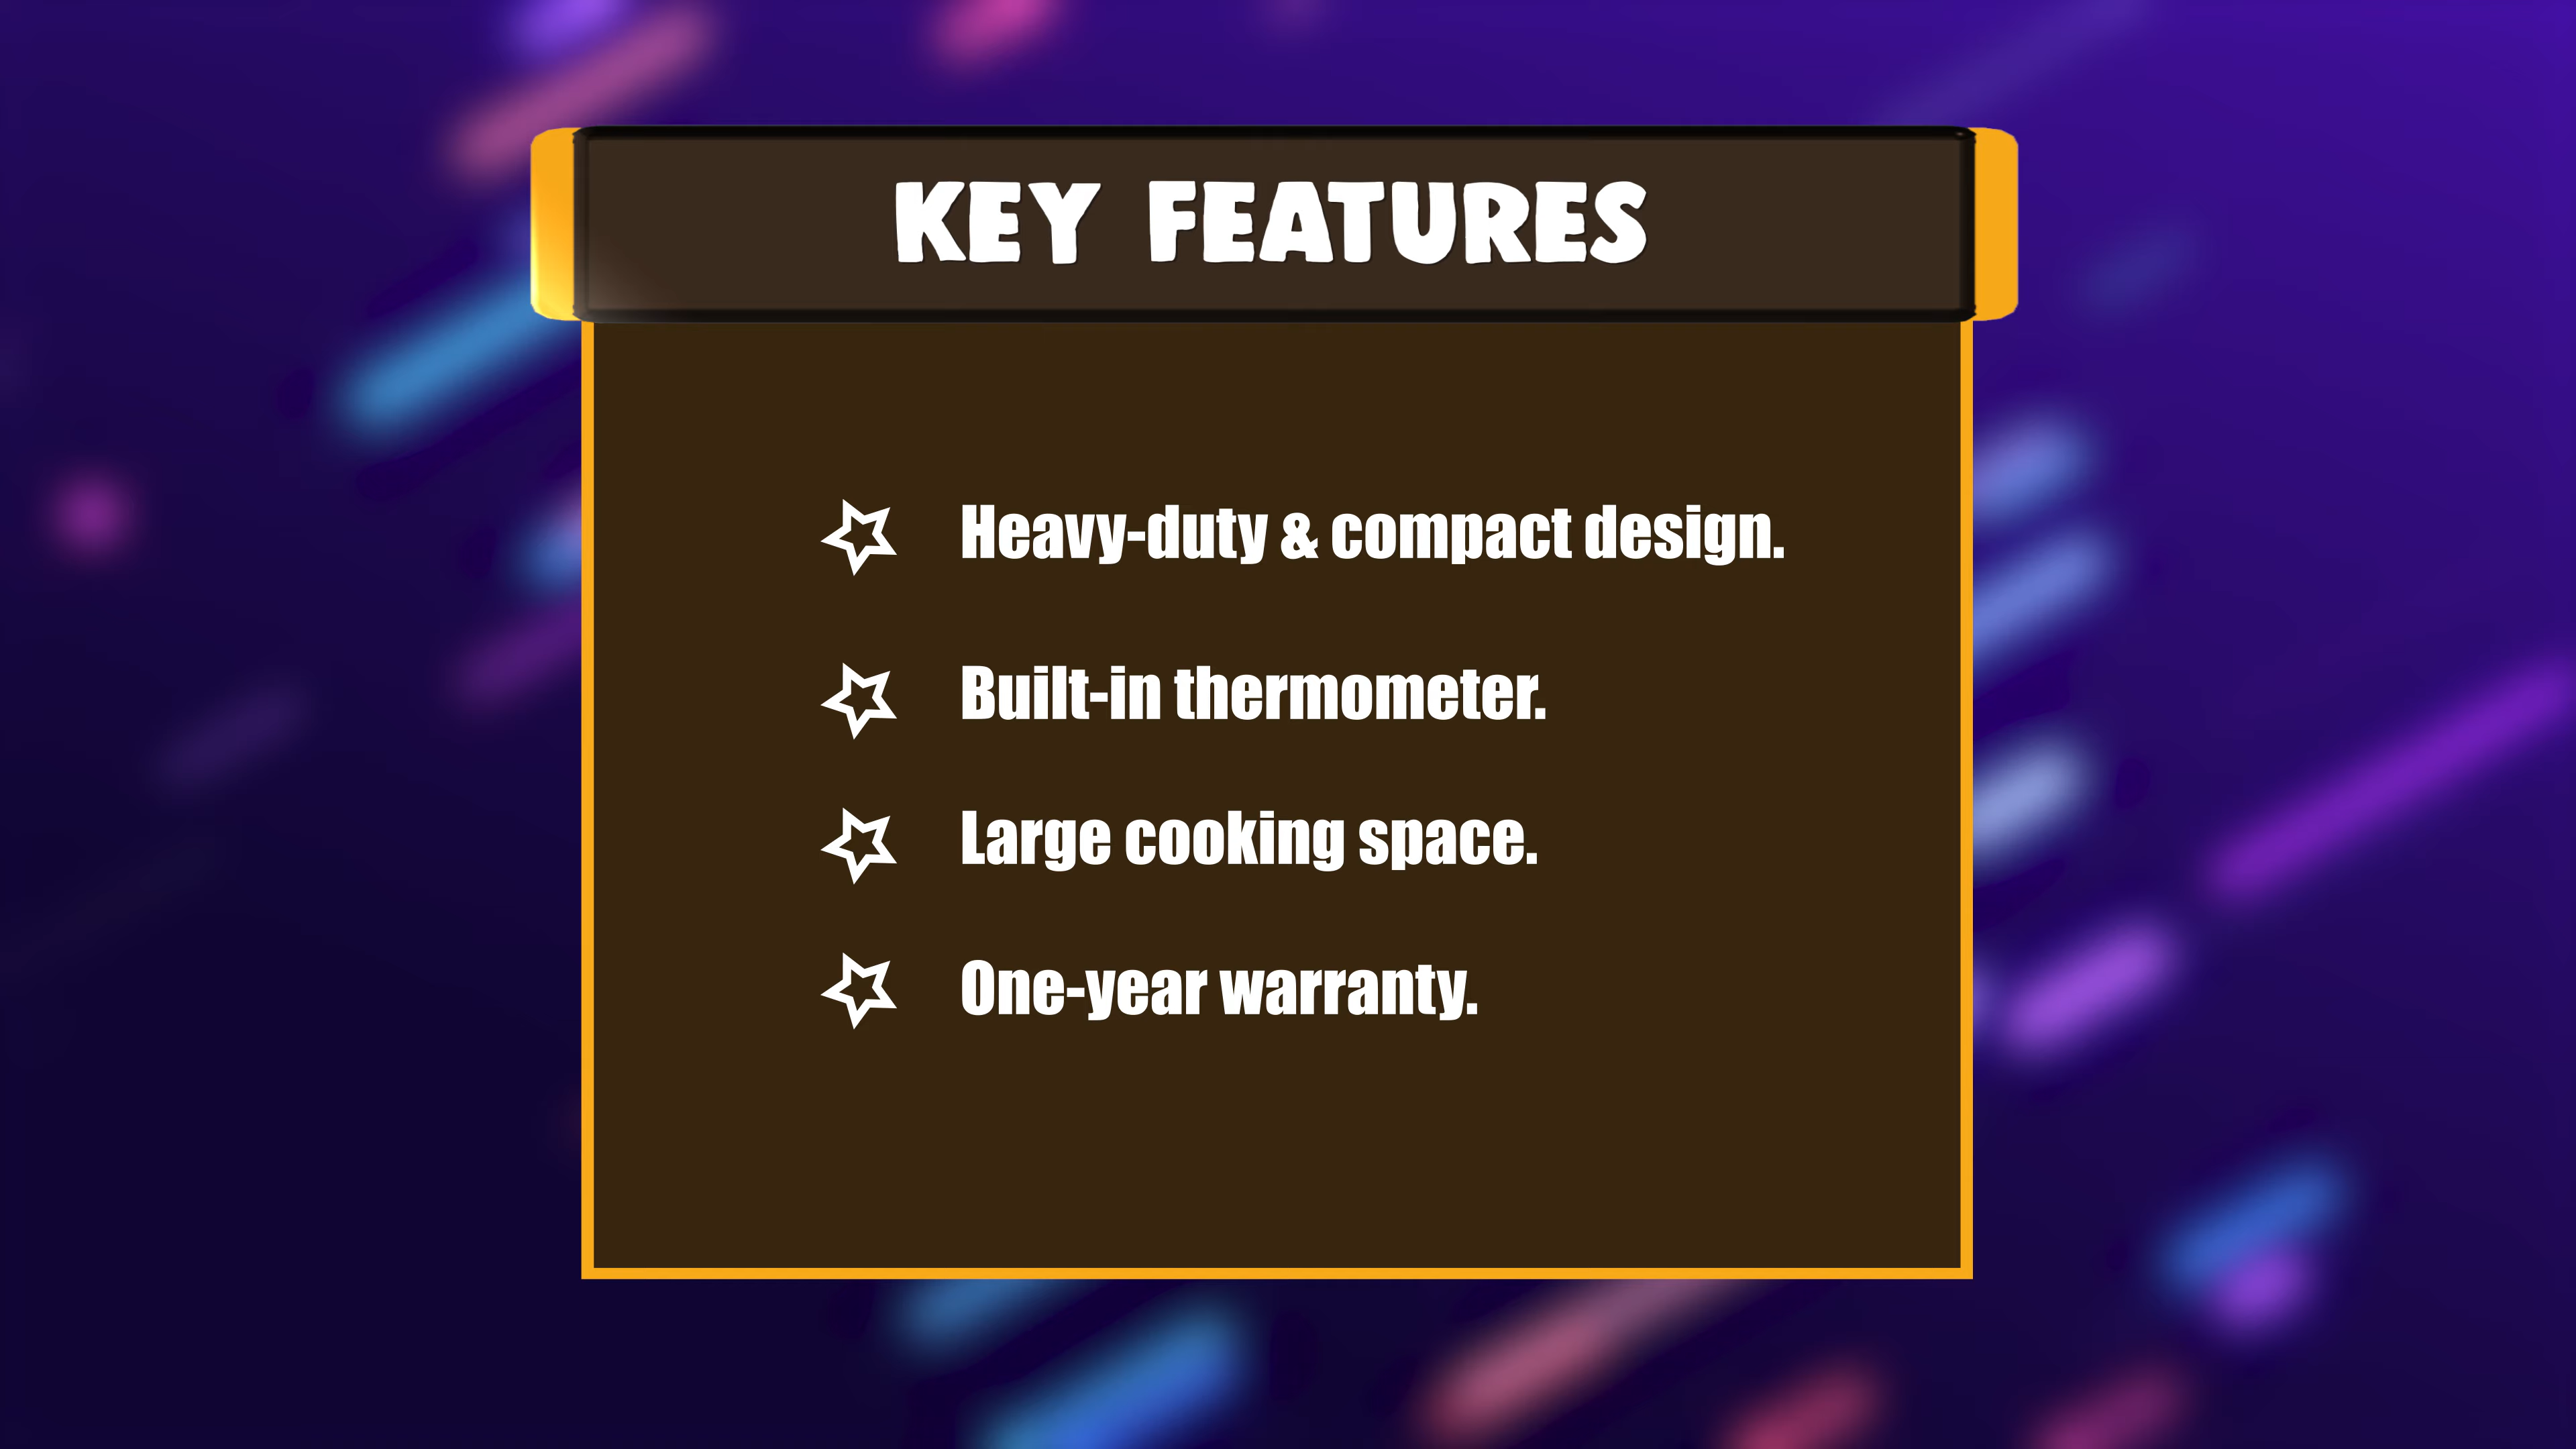 KEY FEATURES
Heavy-duty & compact design.
Built-in thermometer.
Large cooking space.
One-year warranty.